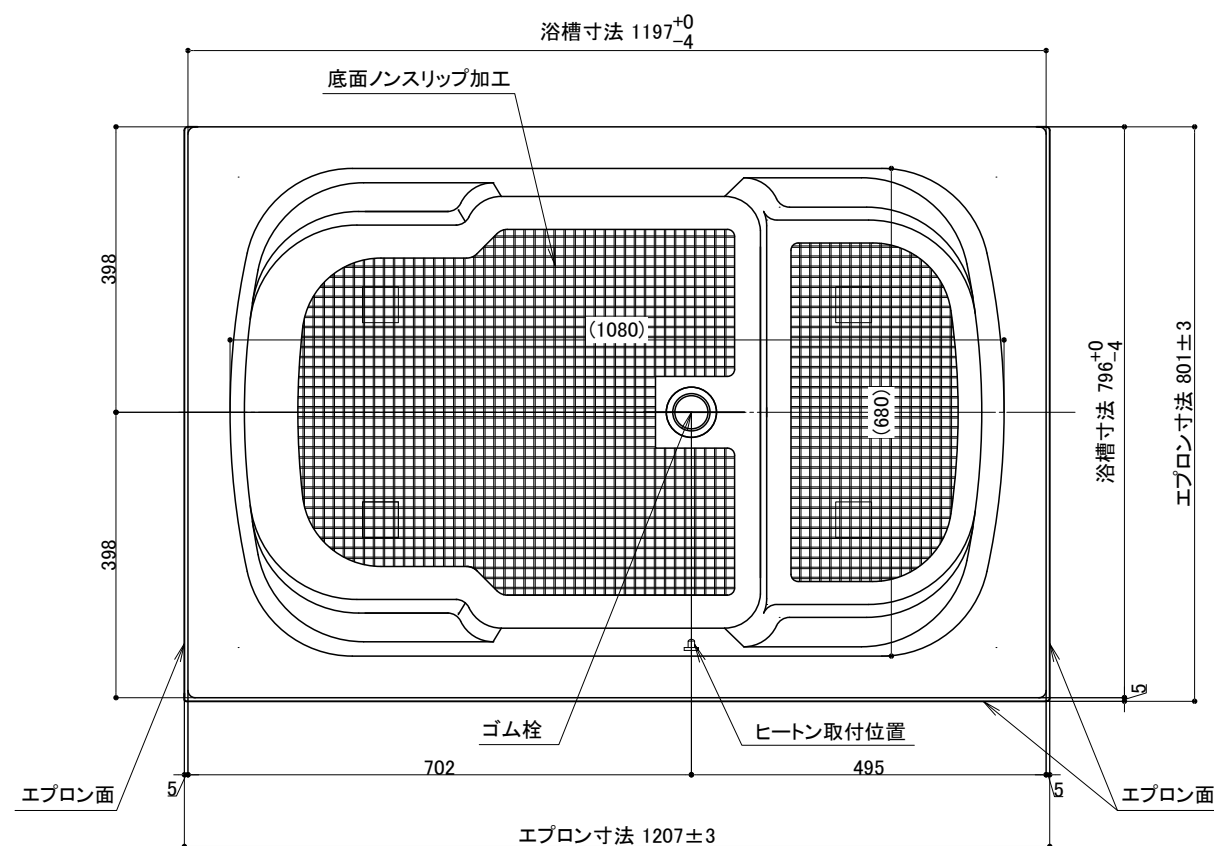 浴槽寸法 1197+0-4
底面ノンスリップ加工
398
(1080)
(680)
浴槽寸法 796+0-4
エプロン寸法 801±3
398
5
ゴム栓
ヒートン取付位置
702
495
5
5
エプロン面
エプロン面
エプロン寸法 1207±3